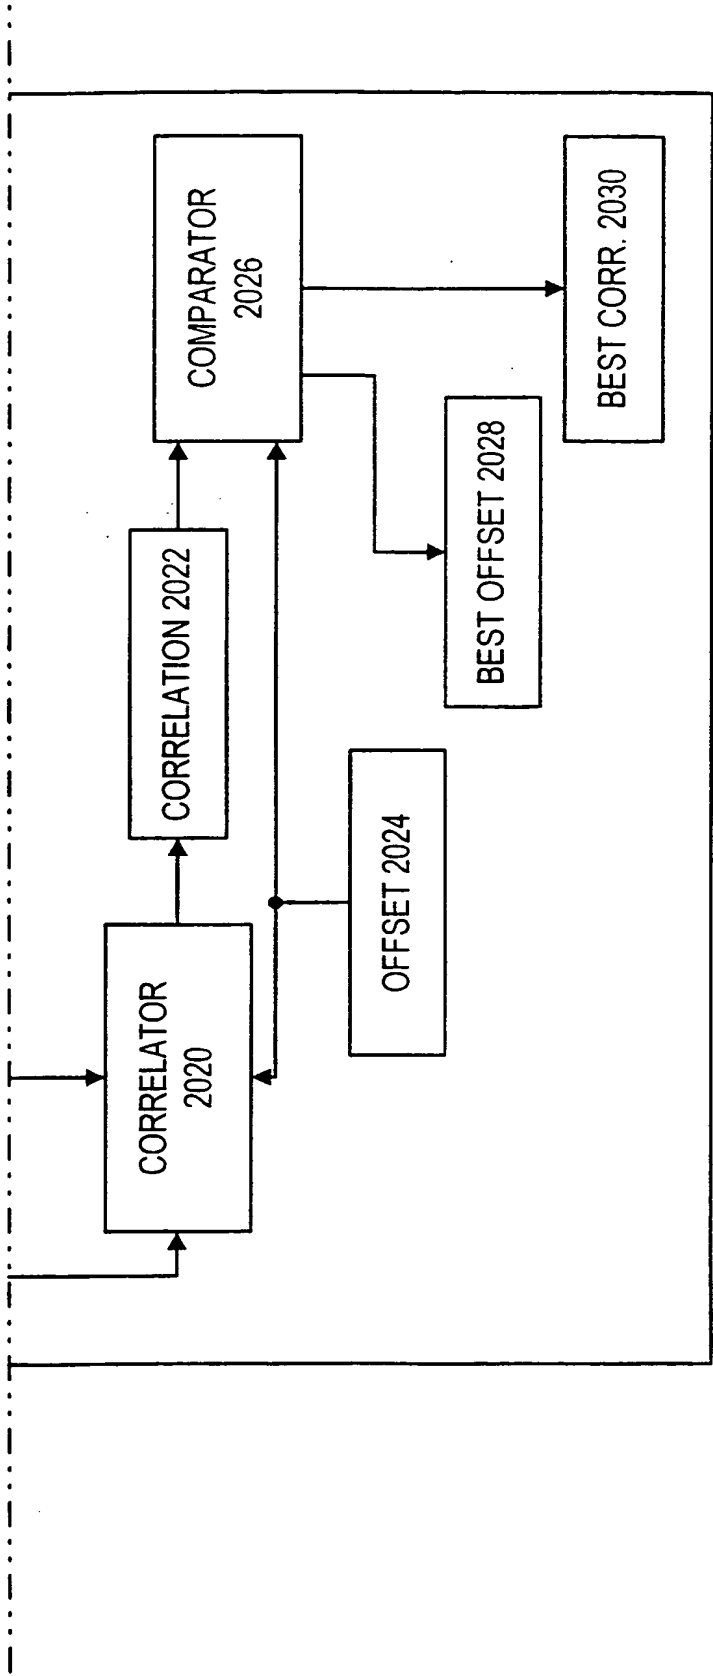 CORRELATOR
2020
CORRELATION 2022
COMPARATOR
2026
OFFSET 2024
BEST OFFSET 2028
BEST CORR. 2030